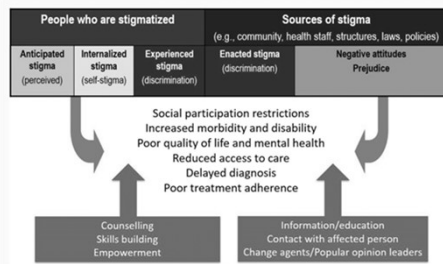 People who are stigmatized
Sources of stigma
(e.g., community, health staff, structures, laws, policies)
Anticipated
stigma
(perceived)
Internalized
stigma
(self-stigma)
Experienced
stigma
(discrimination)
Enacted stigma
(discrimination)
Negative attitudes
Prejudice
Social participation restrictions
Increased morbidity and disability
Poor quality of life and mental health
Reduced access to care
Delayed diagnosis
Poor treatment adherence
Counselling
Skills building
Empowerment
Information/education
Contact with affected person
Change agents/Popular opinion leaders